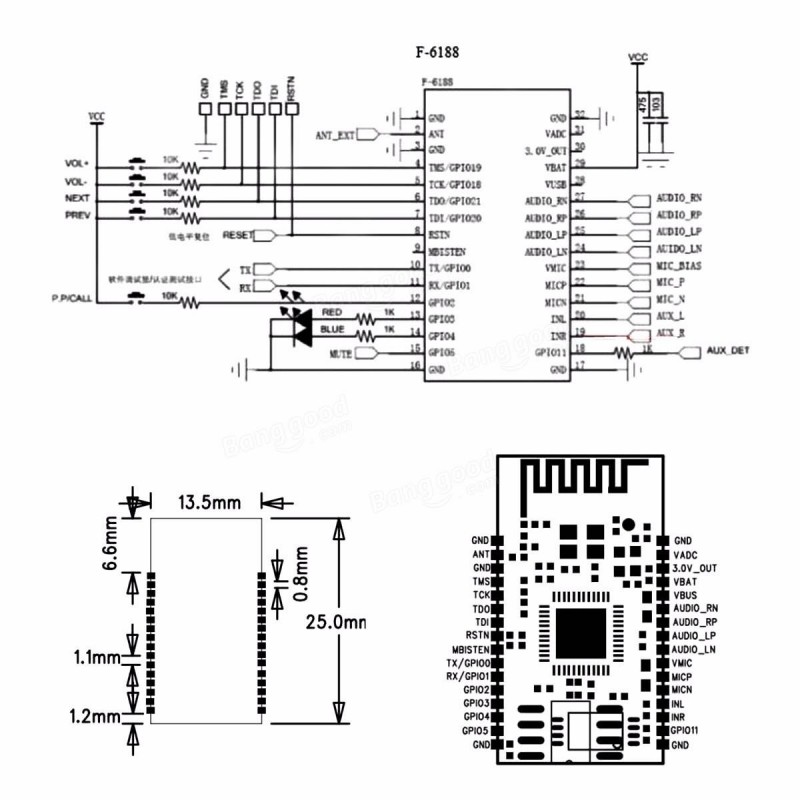 F-6188
F-6188
GND
TMS
TCK
TDO
TDI
RSTN
VCC
VCC
475
103
1 GND
ANT_EXT 2 ANT
3 GND
VOL+ 10K 4 TMS/GPIO19
VOL- 10K 5 TCK/GPIO18
NEXT 10K 6 TDO/GPIO21
PREV 10K 7 TDI/GPIO20
低电平复位 RESET 8 RSTN
9 MBISTEN
TX 10 TX/GPIO0
软件调试量/认证测试接口
RX 11 RX/GPIO1
P.P/CALL 10K 12 GPIO2
RED 1K 13 GPIO3
BLUE 1K 14 GPIO4
MUTE 15 GPIO5
16 GND
GND 32
VADC 31
3.0V_OUT 30
VBAT 29
VUSB 28
AUDIO_RN 27 AUDIO_RN
AUDIO_RP 26 AUDIO_RP
AUDIO_LP 25 AUDIO_LP
AUDIO_LN 24 AUIDO_LN
VMIC 23 MIC_BIAS
MICP 22 MIC_P
MICN 21 MIC_N
INL 20 AUX_L
INR 19 AUX_R
GPIO11 18 1K AUX_DET
GND 17
Banggood
.com
Banggood
13.5mm
6.6mm
0.8mm
25.0mm
1.1mm
1.2mm
GND
ANT
GND
TMS
TCK
TDO
TDI
RSTN
MBISTEN
TX/GPIO0
RX/GPIO1
GPIO2
GPIO3
GPIO4
GPIO5
GND
GND
VADC
3.0V_OUT
VBAT
VBUS
AUDIO_RN
AUDIO_RP
AUDIO_LP
AUDIO_LN
VMIC
MICP
MICN
INL
INR
GPIO11
GND